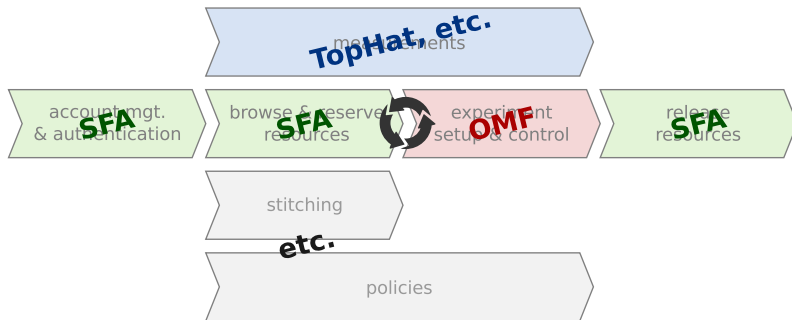 measurements
TopHat, etc.
account mgt.
& authentication
SFA
browse & reserve
resources
SFA
experiment
setup & control
OMF
release
resources
SFA
stitching
etc.
policies